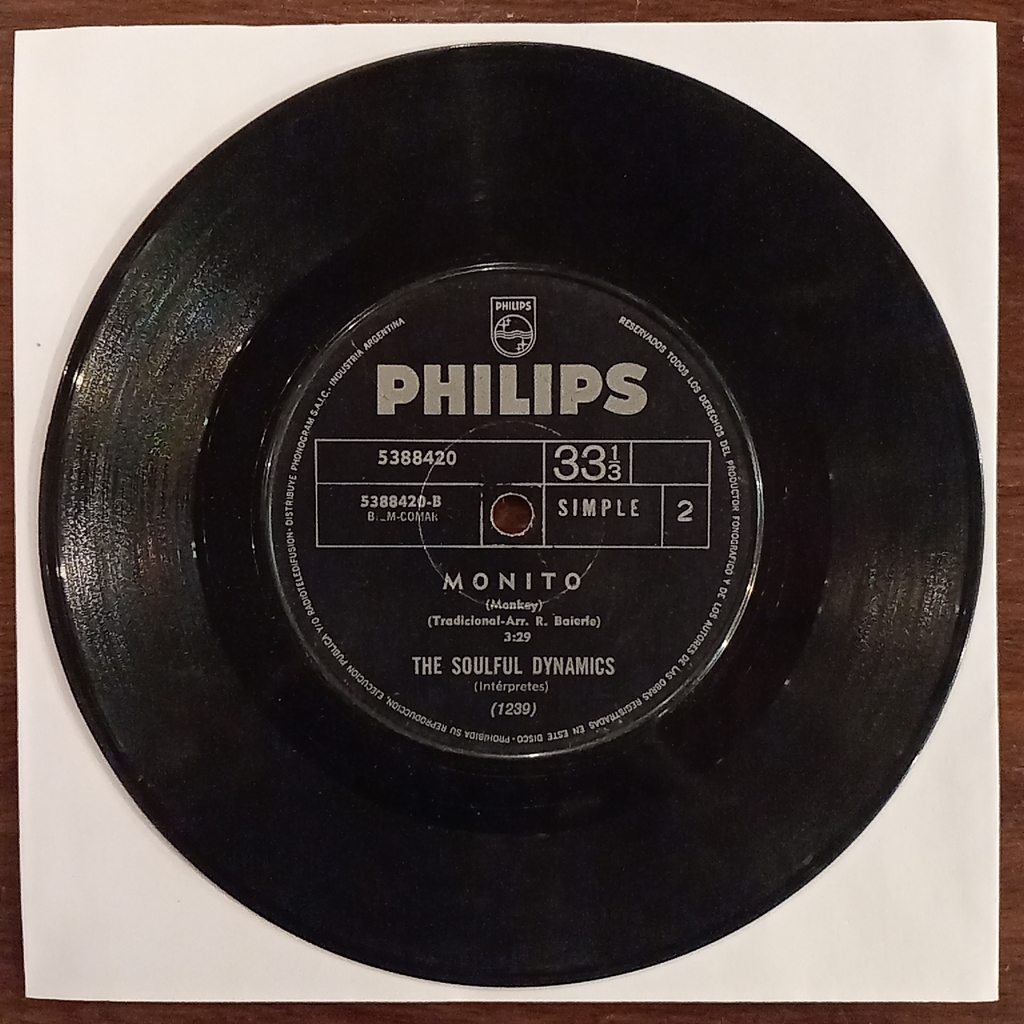 PHILIPS
PHILIPS
5388420
33 1/3
5388420-B
SIMPLE
2
MONITO
(Monkey)
(Tradicional-Arr. R. Baierle)
3:29
THE SOULFUL DYNAMICS
(Intérpretes)
(1239)
RESERVADOS TODOS LOS DERECHOS DEL PRODUCTOR FONOGRAFICO Y DE LOS AUTORES DE LAS OBRAS REGISTRADAS EN ESTE DISCO - PROHIBIDA SU REPRODUCCION, EJECUCION PUBLICA Y/O RADIOTELEDIFUSION - DISTRIBUYE PHONOGRAM S.A.I.C. INDUSTRIA ARGENTINA